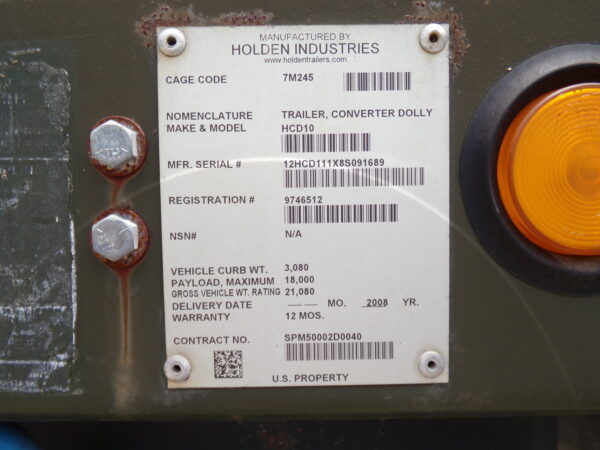 MANUFACTURED BY
HOLDEN INDUSTRIES
www.holdentrailers.com
CAGE CODE 7M245
NOMENCLATURE TRAILER, CONVERTER DOLLY
MAKE & MODEL HCD10
MFR. SERIAL # 12HCD111X8S091689
REGISTRATION # 9746512
NSN# N/A
VEHICLE CURB WT. 3,080
PAYLOAD, MAXIMUM 18,000
GROSS VEHICLE WT. RATING 21,080
DELIVERY DATE —— MO. 2008 YR.
WARRANTY 12 MOS.
CONTRACT NO. SPM50002D0040
U.S. PROPERTY